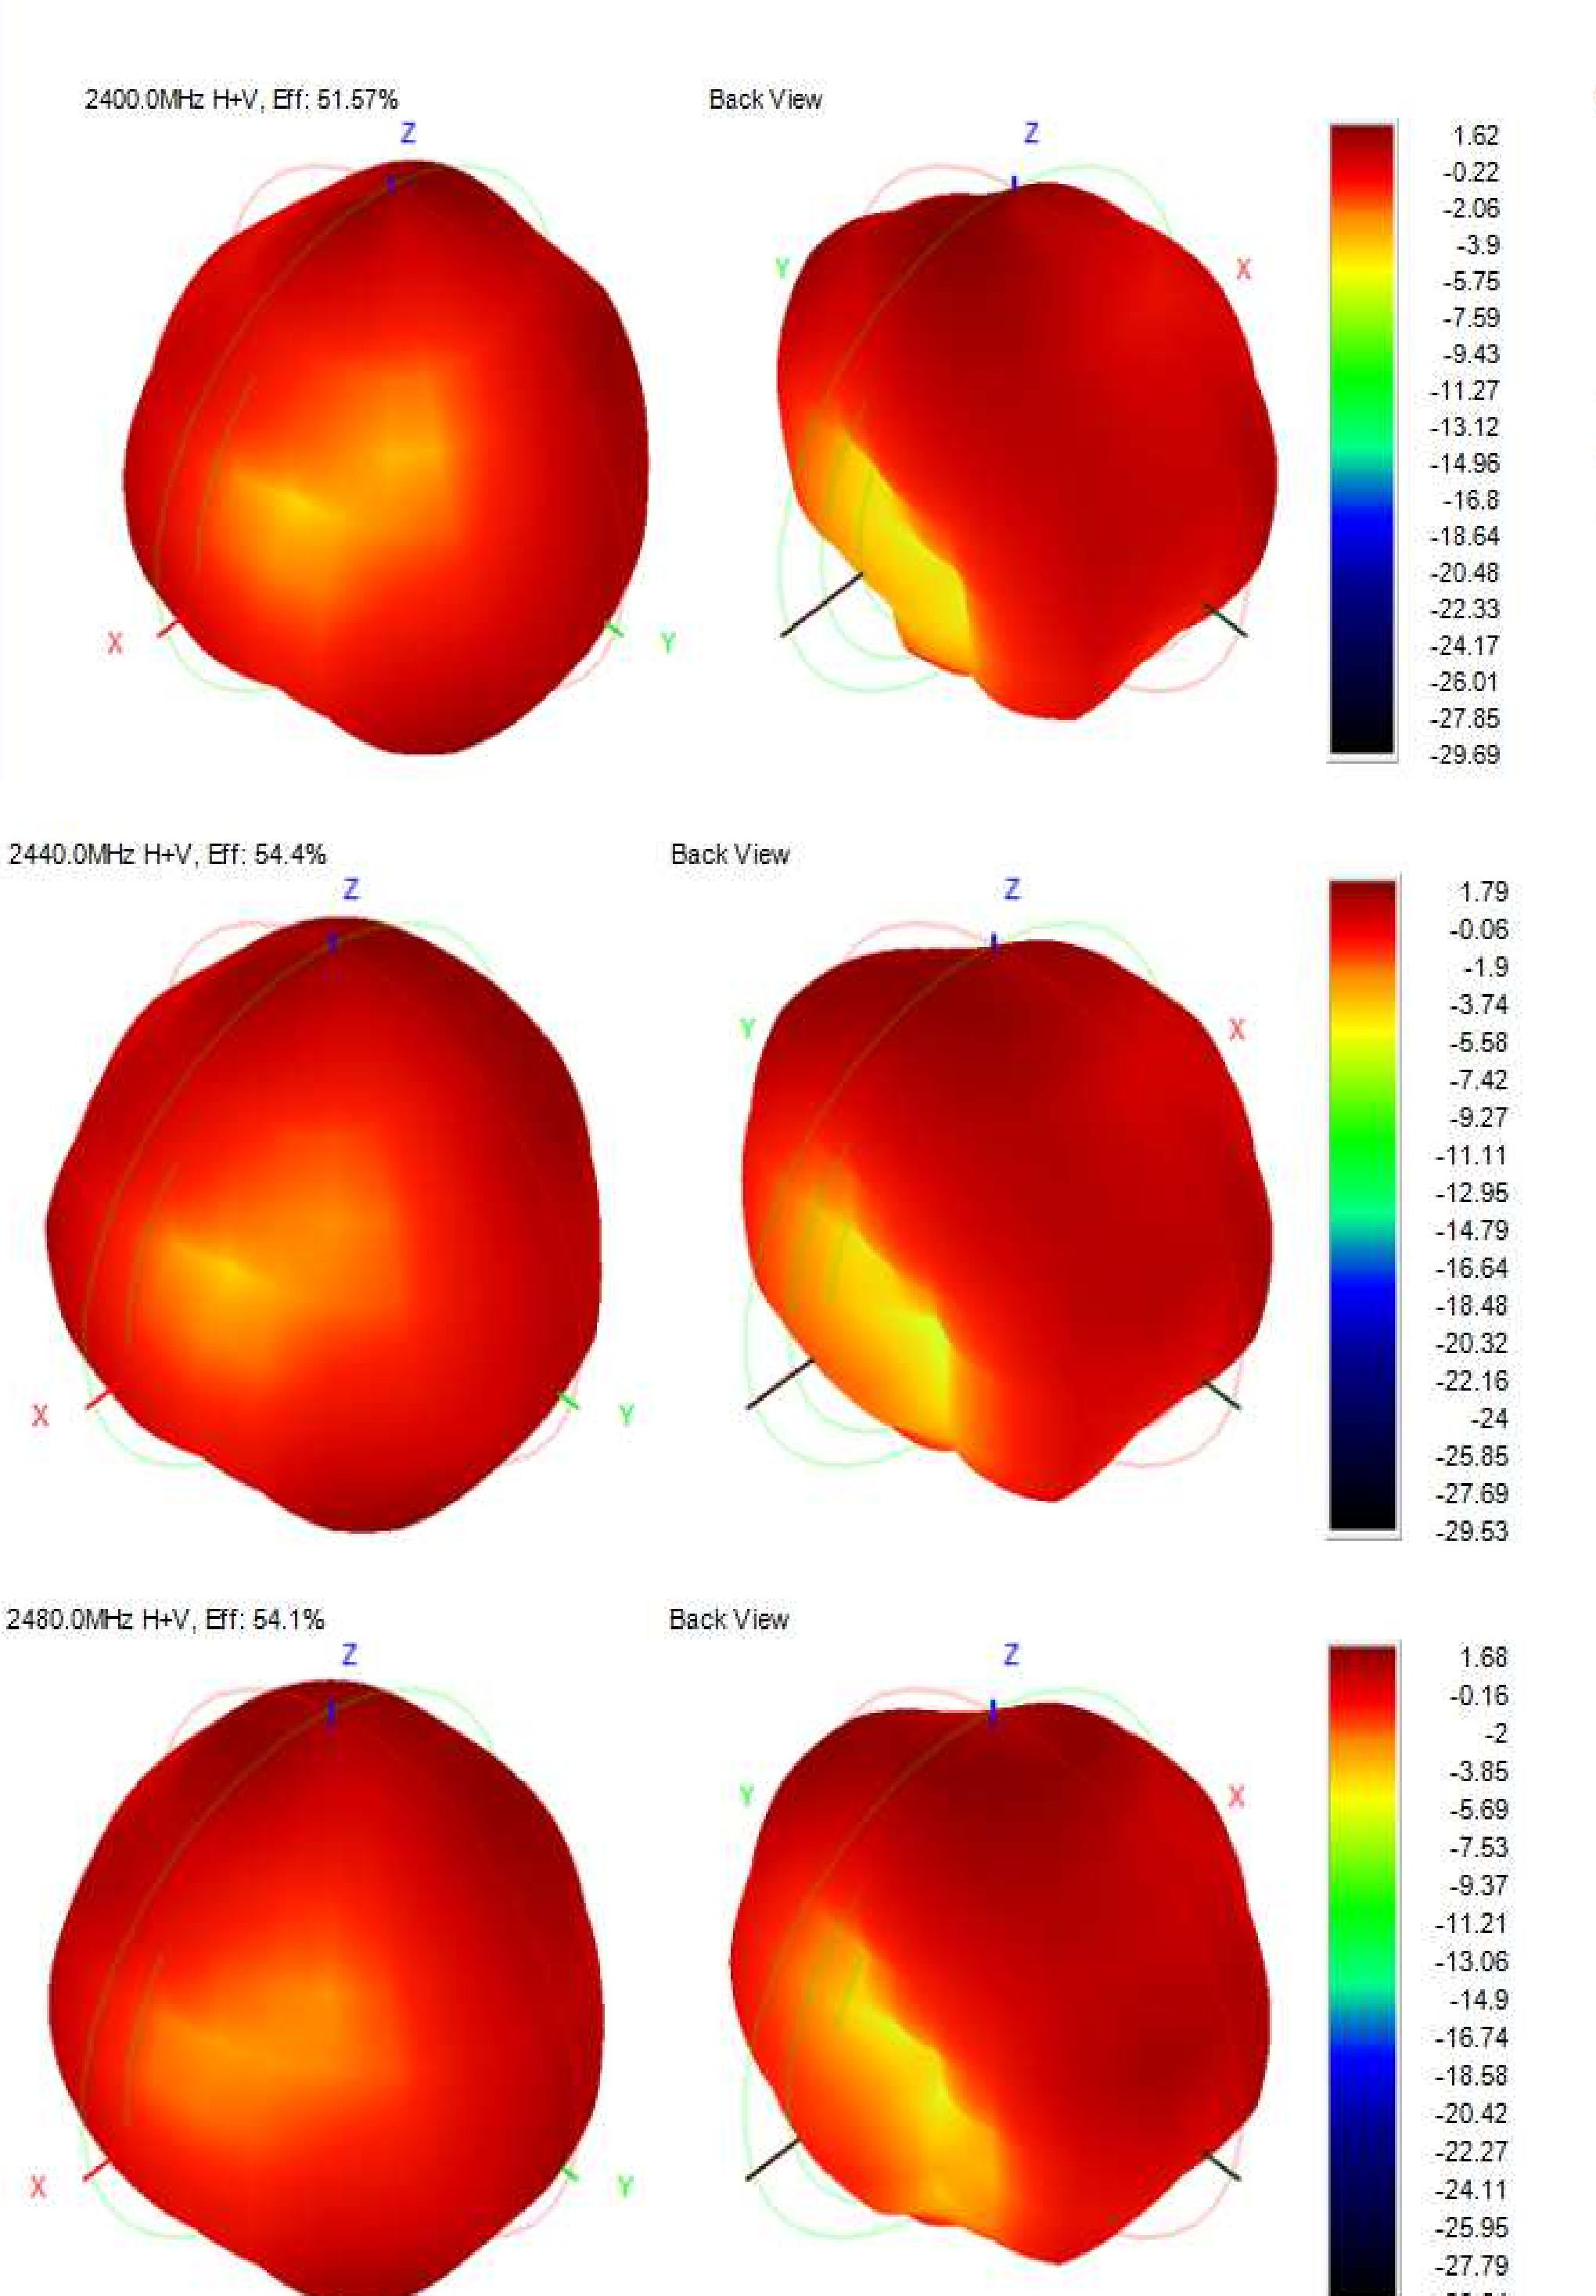 2400.0MHz H+V, Eff: 51.57%
Back View
Z
Z
Y
X
X
Y
1.62
-0.22
-2.06
-3.9
-5.75
-7.59
-9.43
-11.27
-13.12
-14.96
-16.8
-18.64
-20.48
-22.33
-24.17
-26.01
-27.85
-29.69
2440.0MHz H+V, Eff: 54.4%
Back View
Z
Z
Y
X
X
Y
1.79
-0.06
-1.9
-3.74
-5.58
-7.42
-9.27
-11.11
-12.95
-14.79
-16.64
-18.48
-20.32
-22.16
-24
-25.85
-27.69
-29.53
2480.0MHz H+V, Eff: 54.1%
Back View
Z
Z
Y
X
X
Y
1.68
-0.16
-2
-3.85
-5.69
-7.53
-9.37
-11.21
-13.06
-14.9
-16.74
-18.58
-20.42
-22.27
-24.11
-25.95
-27.79